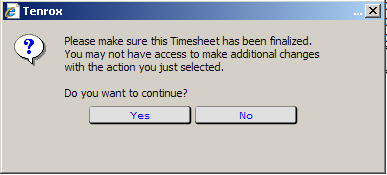 Tenrox
Please make sure this Timesheet has been finalized.
You may not have access to make additional changes
with the action you just selected.
Do you want to continue?
Yes No